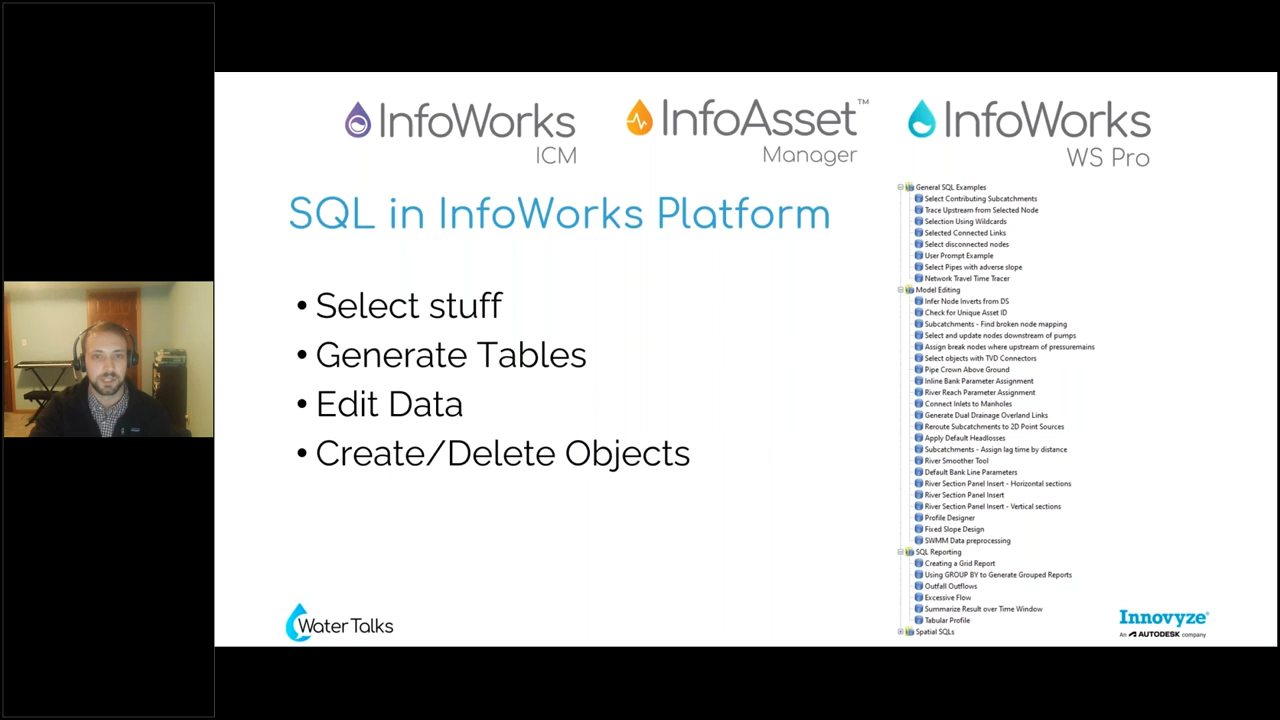 InfoWorks
ICM
InfoAsset™
Manager
InfoWorks
WS Pro
SQL in InfoWorks Platform
• Select stuff
• Generate Tables
• Edit Data
• Create/Delete Objects
General SQL Examples
Select Contributing Subcatchments
Trace Upstream from Selected Node
Selection Using Wildcards
Selected Connected Links
Select disconnected nodes
User Prompt Example
Select Pipes with adverse slope
Network Travel Time Tracer
Model Editing
Infer Node Inverts from DS
Check for Unique Asset ID
Subcatchments - Find broken node mapping
Select and update nodes downstream of pumps
Assign break nodes where upstream of pressuremains
Select objects with TVD Connectors
Pipe Crown Above Ground
Inline Bank Parameter Assignment
River Reach Parameter Assignment
Connect Inlets to Manholes
Generate Dual Drainage Overland Links
Reroute Subcatchments to 2D Point Sources
Apply Default Headlosses
Subcatchments - Assign lag time by distance
River Smoother Tool
Default Bank Line Parameters
River Section Panel Insert - Horizontal sections
River Section Panel Insert
River Section Panel Insert - Vertical sections
Profile Designer
Fixed Slope Design
SWMM Data preprocessing
SQL Reporting
Creating a Grid Report
Using GROUP BY to Generate Grouped Reports
Outfall Outflows
Excessive Flow
Summarize Result over Time Window
Tabular Profile
Spatial SQLs
Water Talks
Innovyze®
An AUTODESK company